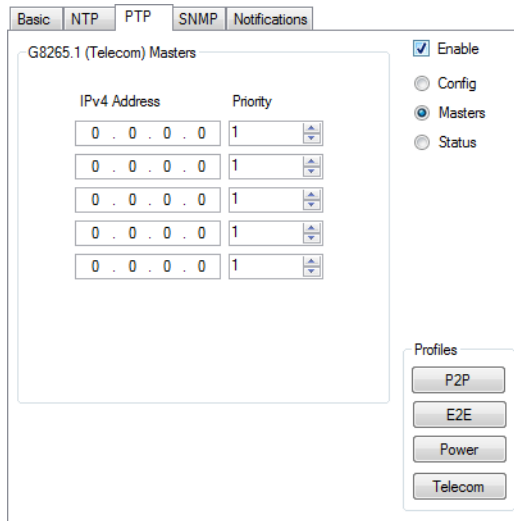 Basic NTP PTP SNMP Notifications
G8265.1 (Telecom) Masters
Enable
Config
Masters
Status
IPv4 Address Priority
0 . 0 . 0 . 0 1
0 . 0 . 0 . 0 1
0 . 0 . 0 . 0 1
0 . 0 . 0 . 0 1
0 . 0 . 0 . 0 1
Profiles
P2P
E2E
Power
Telecom